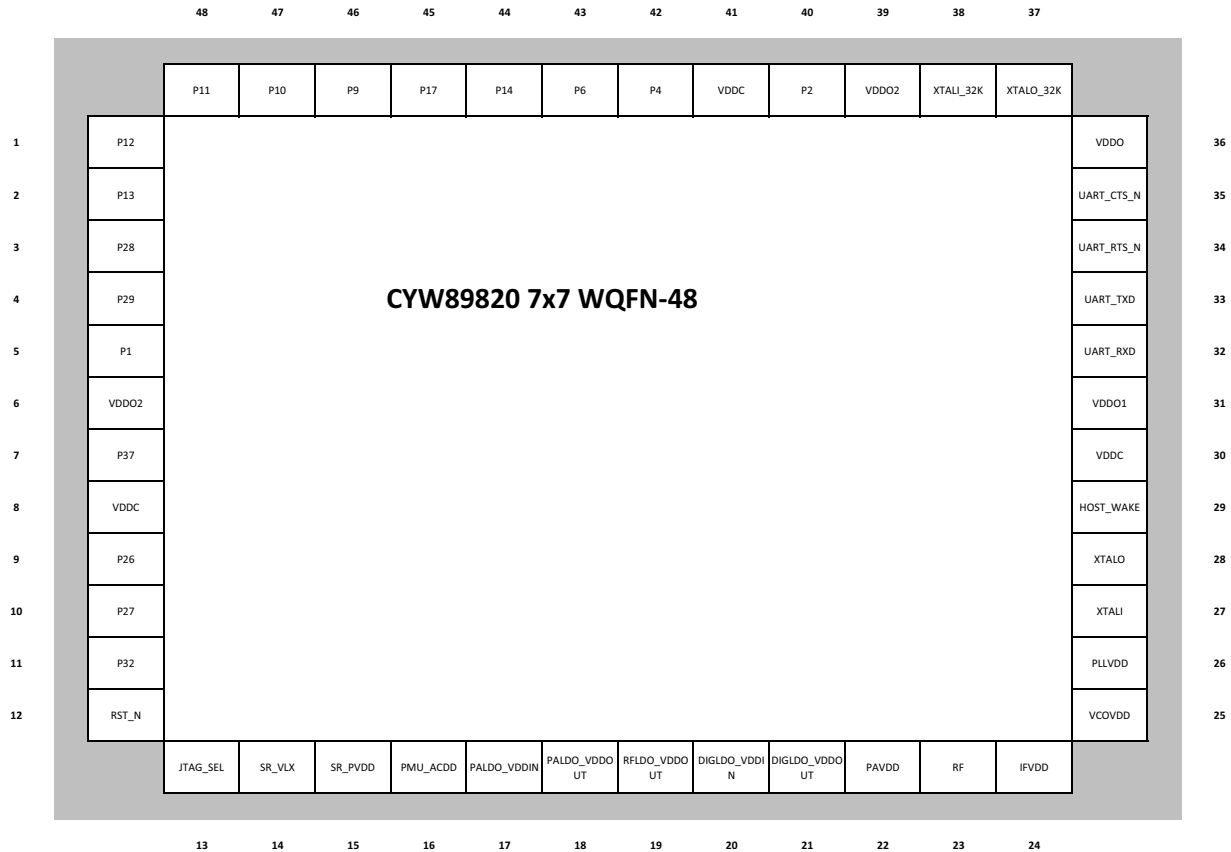 48 47 46 45 44 43 42 41 40 39 38 37
P11 P10 P9 P17 P14 P6 P4 VDDC P2 VDDO2 XTALI_32K XTALO_32K
1 P12 VDDO 36
2 P13 UART_CTS_N 35
3 P28 UART_RTS_N 34
4 P29 CYW89820 7x7 WQFN-48 UART_TXD 33
5 P1 UART_RXD 32
6 VDDO2 VDDO1 31
7 P37 VDDC 30
8 VDDC HOST_WAKE 29
9 P26 XTALO 28
10 P27 XTALI 27
11 P32 PLLVDD 26
12 RST_N VCOVDD 25
JTAG_SEL SR_VLX SR_PVDD PMU_ACDD PALDO_VDDIN PALDO_VDDO RFLDO_VDDO DIGLDO_VDDI DIGLDO_VDDO PAVDD RF IFVDD
UT UT N UT
13 14 15 16 17 18 19 20 21 22 23 24